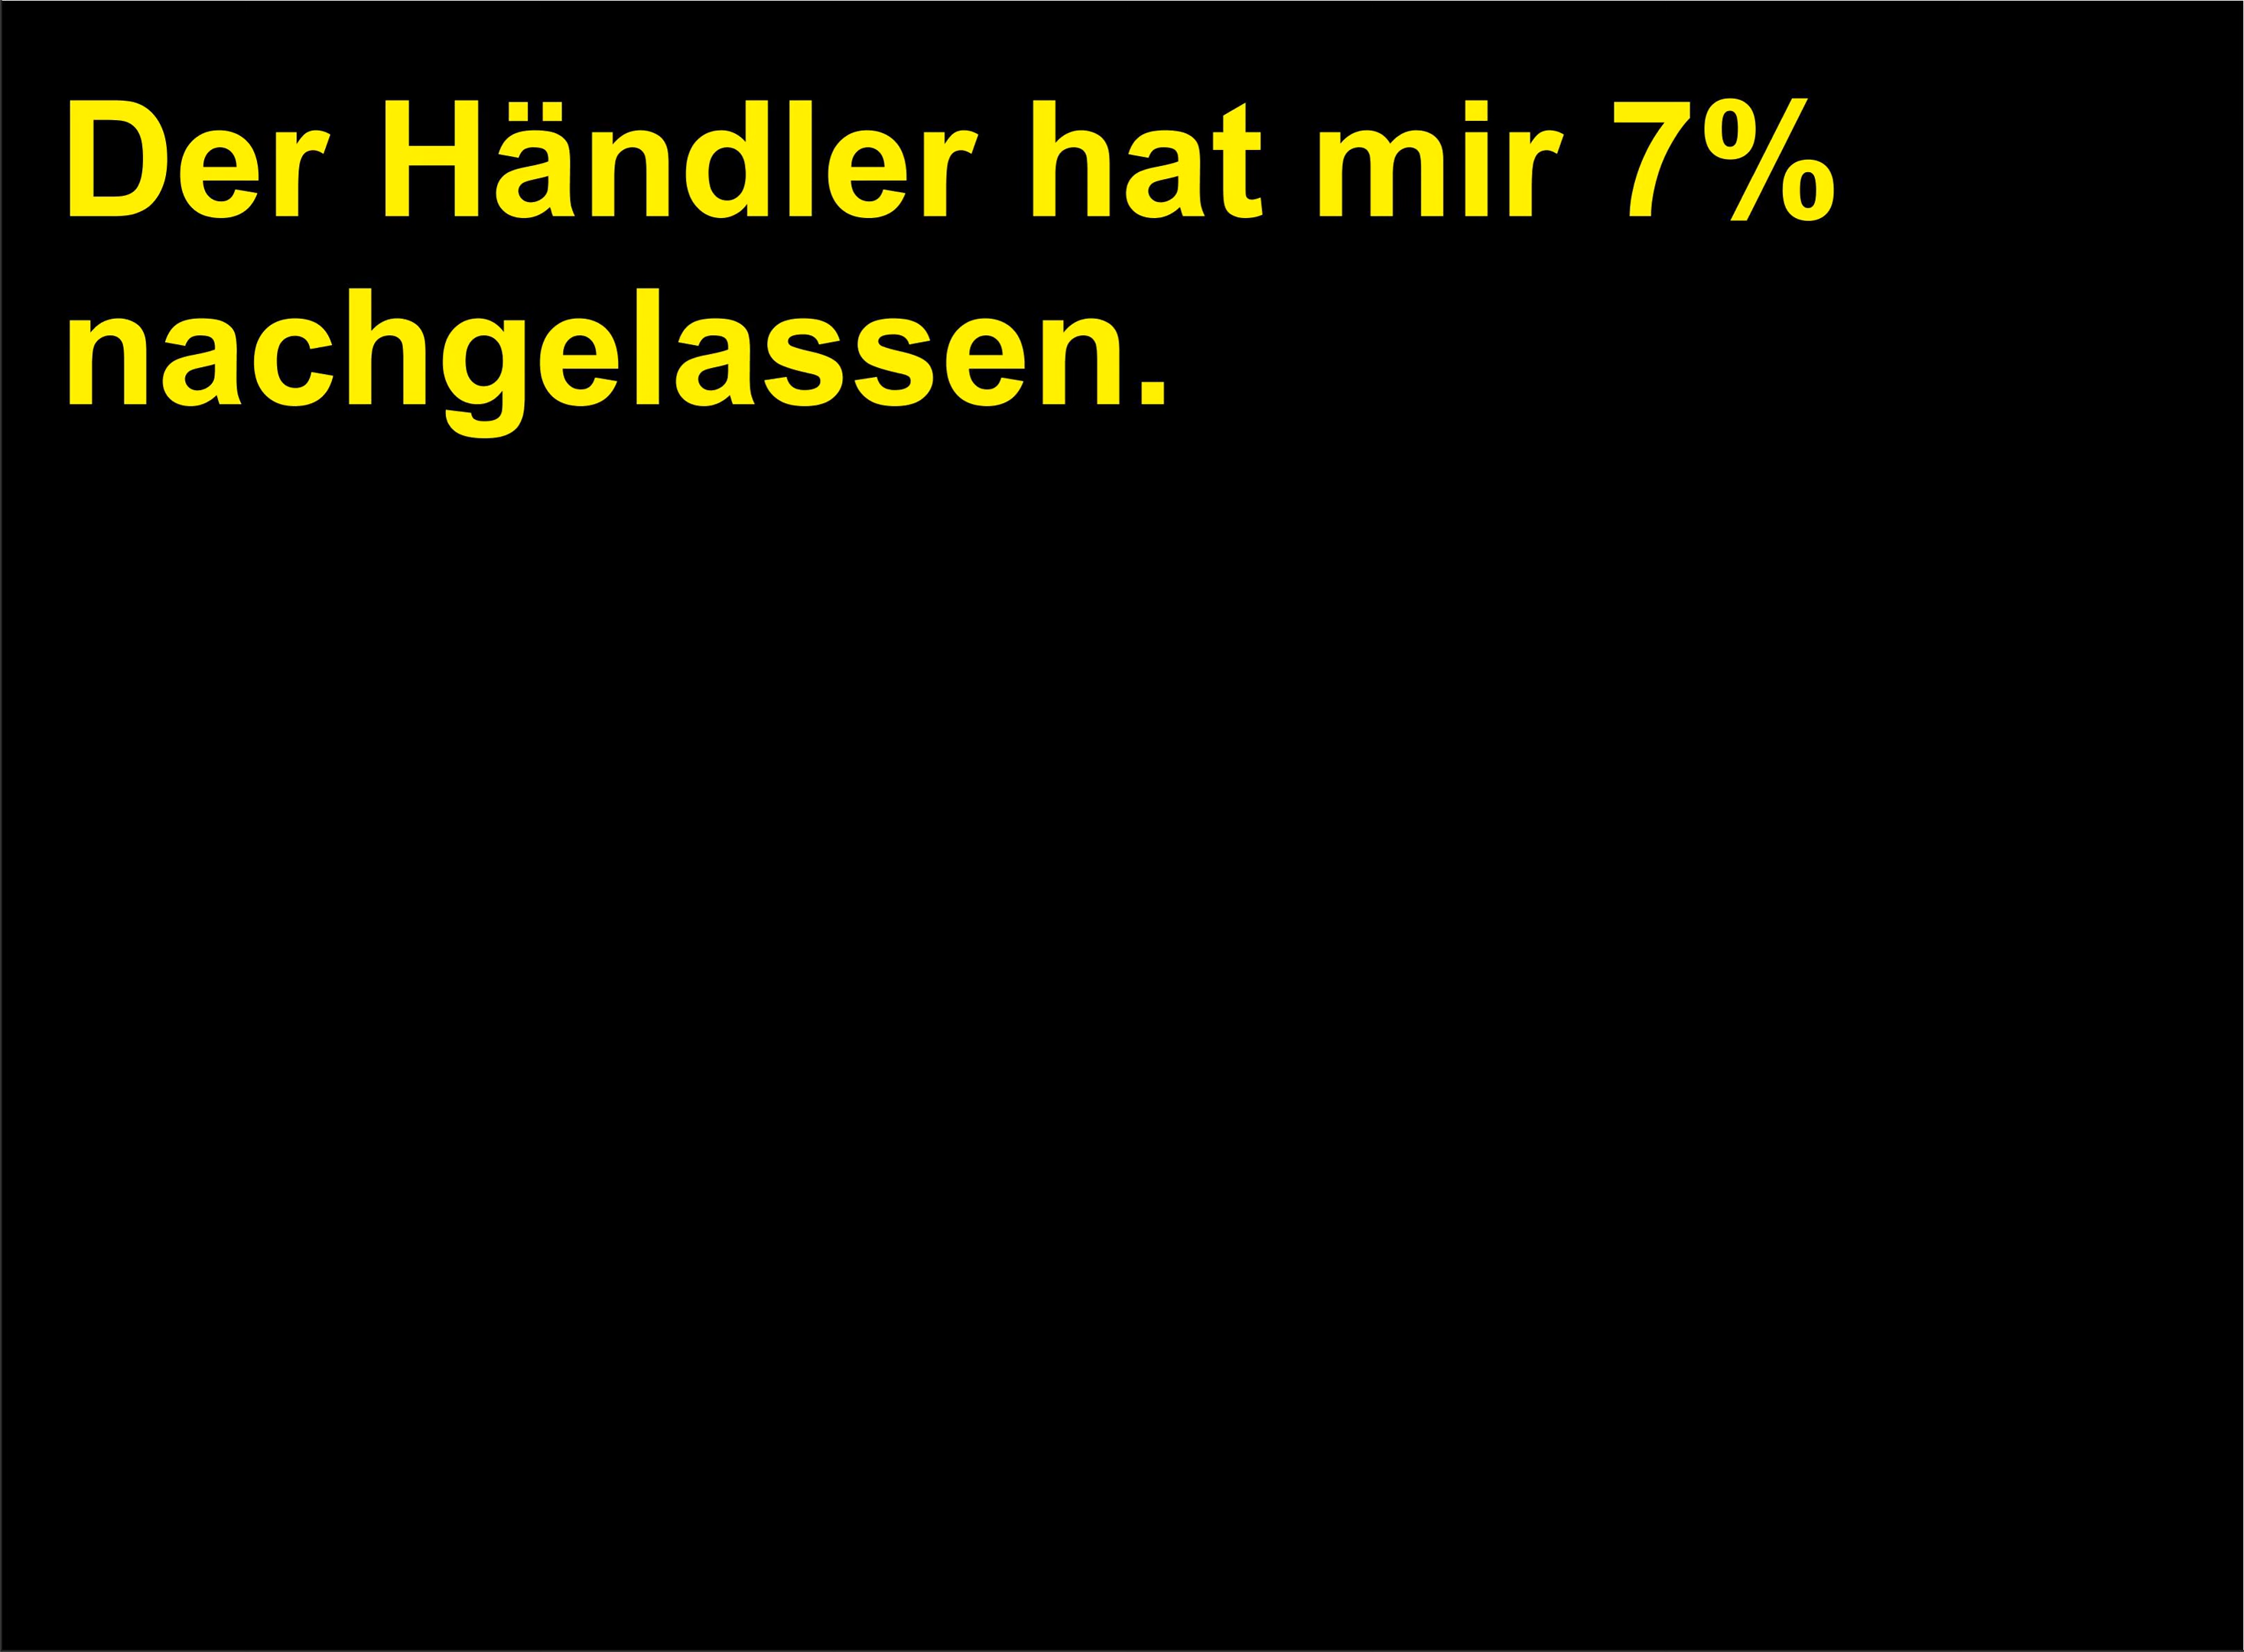 Der Händler hat mir 7%
nachgelassen.